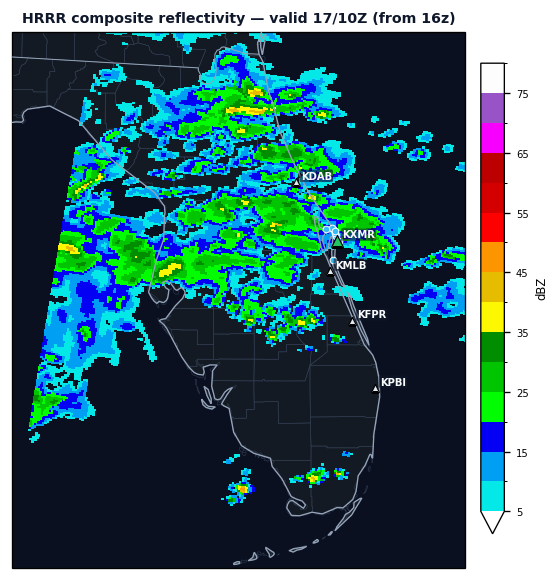 HRRR composite reflectivity — valid 17/10Z (from 16z)
KDAB
KXMR
KMLB
KFPR
KPBI
75
65
55
45
35
25
15
5
dBZ